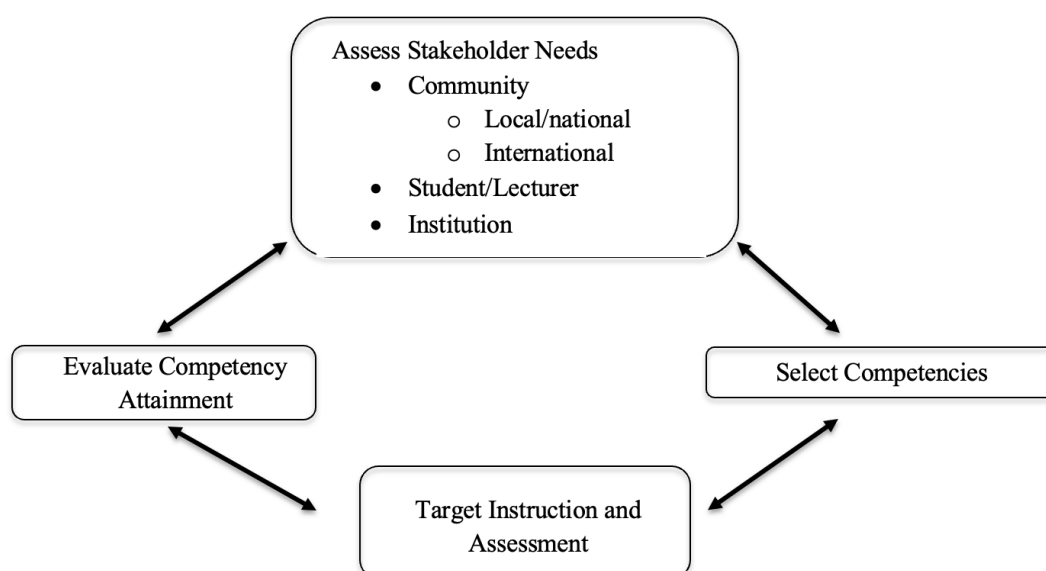 Assess Stakeholder Needs
• Community
o Local/national
o International
• Student/Lecturer
• Institution
Evaluate Competency
Attainment
Select Competencies
Target Instruction and
Assessment